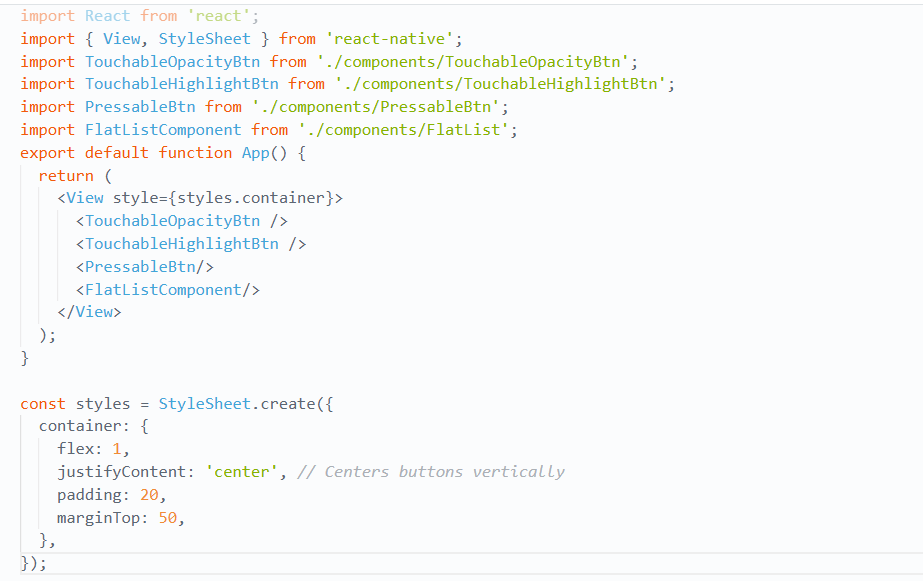 import React from 'react';
import { View, StyleSheet } from 'react-native';
import TouchableOpacityBtn from './components/TouchableOpacityBtn';
import TouchableHighlightBtn from './components/TouchableHighlightBtn';
import PressableBtn from './components/PressableBtn';
import FlatListComponent from './components/FlatList';
export default function App() {
  return (
    <View style={styles.container}>
      <TouchableOpacityBtn />
      <TouchableHighlightBtn />
      <PressableBtn/>
      <FlatListComponent/>
    </View>
  );
}

const styles = StyleSheet.create({
  container: {
    flex: 1,
    justifyContent: 'center', // Centers buttons vertically
    padding: 20,
    marginTop: 50,
  },
});